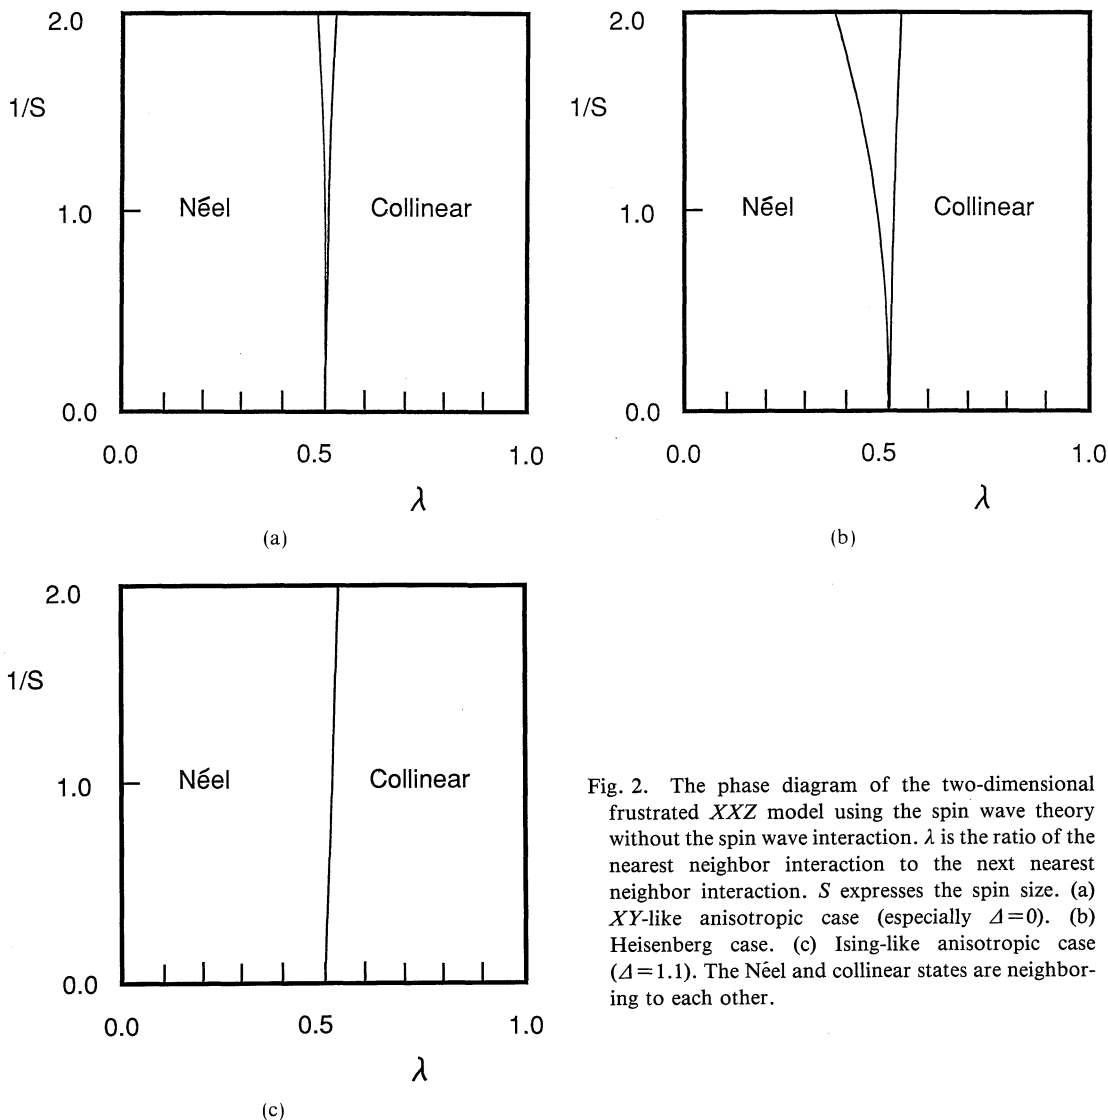 2.0
1/S
Néel
Collinear
1.0
0.0
0.0
0.5
1.0
λ
(a)
2.0
1/S
Néel
Collinear
1.0
0.0
0.0
0.5
1.0
λ
(b)
2.0
1/S
Néel
Collinear
1.0
0.0
0.0
0.5
1.0
λ
(c)
Fig. 2. The phase diagram of the two-dimensional
frustrated XXZ model using the spin wave theory
without the spin wave interaction. λ is the ratio of the
nearest neighbor interaction to the next nearest
neighbor interaction. S expresses the spin size. (a)
XY-like anisotropic case (especially Δ=0). (b)
Heisenberg case. (c) Ising-like anisotropic case
(Δ=1.1). The Néel and collinear states are neighbor-
ing to each other.